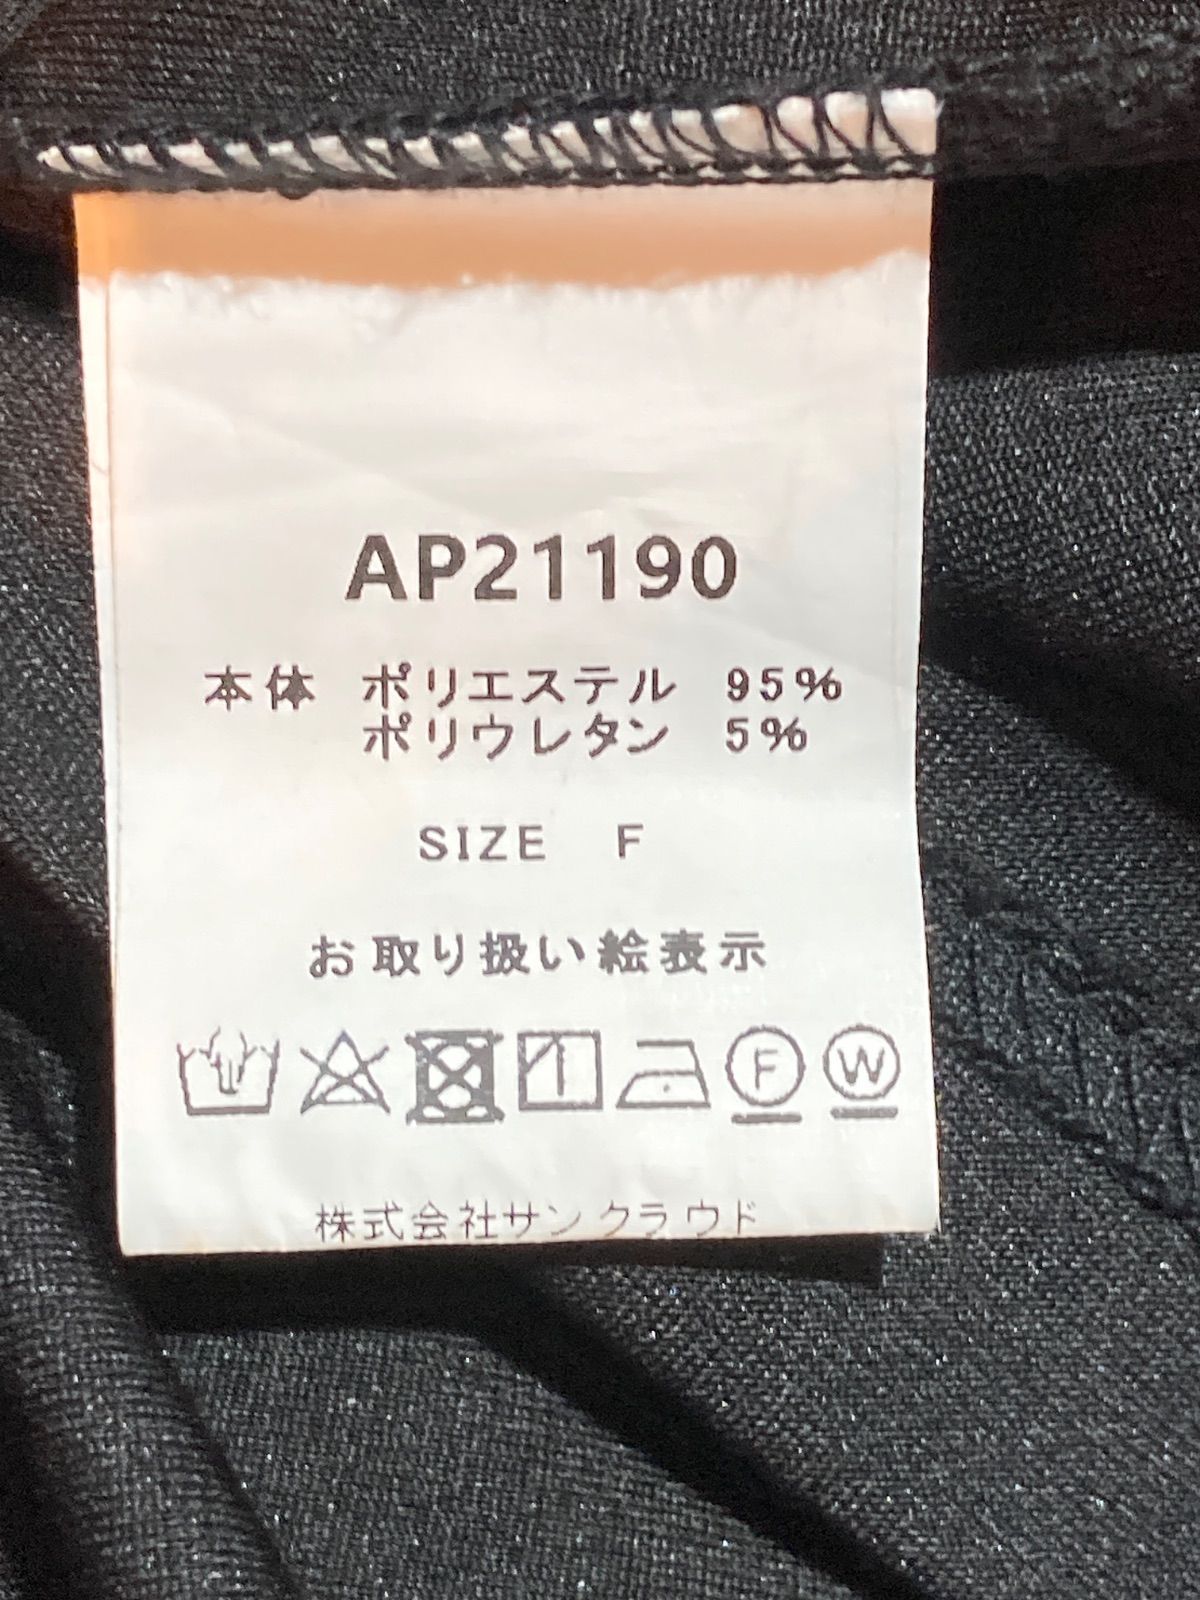 AP21190
本体 ポリエステル 95%
ポリウレタン 5%
SIZE F
お取り扱い絵表示
F W
株式会社サンクラウド